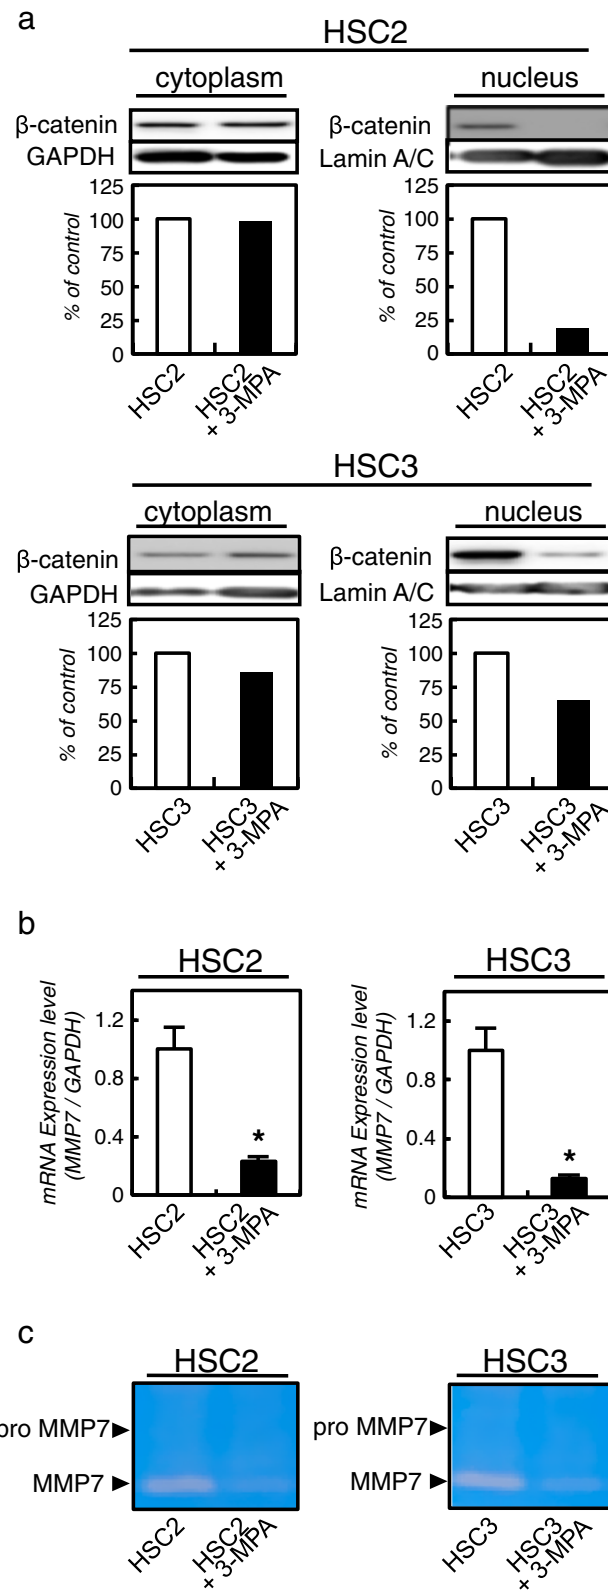 a
HSC2
cytoplasm
nucleus
β-catenin
GAPDH
β-catenin
Lamin A/C
% of control
125
100
75
50
25
0
HSC2
HSC2
+ 3-MPA
% of control
125
100
75
50
25
0
HSC2
HSC2
+ 3-MPA
HSC3
cytoplasm
nucleus
β-catenin
GAPDH
β-catenin
Lamin A/C
% of control
125
100
75
50
25
0
HSC3
HSC3
+ 3-MPA
% of control
125
100
75
50
25
0
HSC3
HSC3
+ 3-MPA
b
HSC2
mRNA Expression level
(MMP7 / GAPDH)
1.2
0.8
0.4
0
*
HSC2
HSC2
+ 3-MPA
HSC3
mRNA Expression level
(MMP7 / GAPDH)
1.2
0.8
0.4
0
*
HSC3
HSC3
+ 3-MPA
c
HSC2
pro MMP7
MMP7
HSC2
HSC2
+ 3-MPA
HSC3
pro MMP7
MMP7
HSC3
HSC3
+ 3-MPA